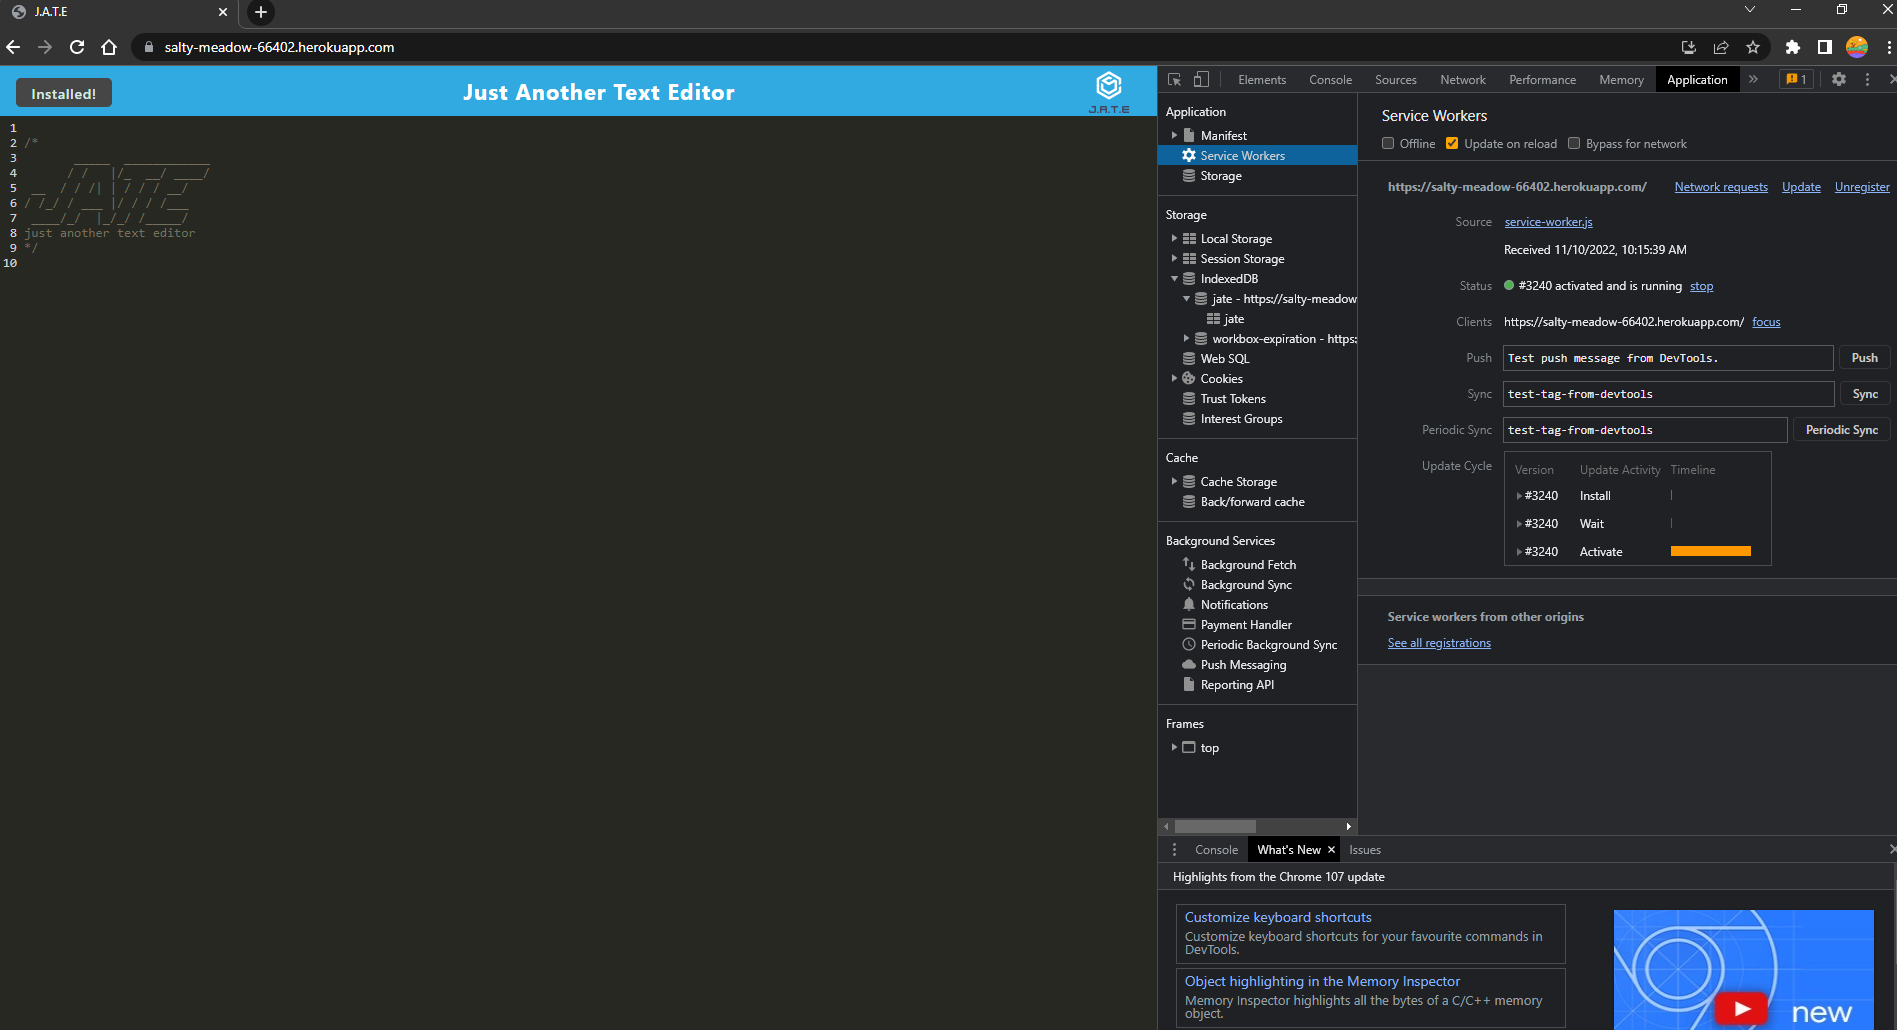 J.A.T.E
salty-meadow-66402.herokuapp.com
Installed!
Just Another Text Editor
J.A.T.E
1
2 /*
3        _____  ____________
4       / /   |/_  __/ ____/
5  __  / / /| | / / / __/
6 / /_/ / ___ |/ / / /___
7  ____/_/  |_/_/ /_____/
8 just another text editor
9 */
10
Elements Console Sources Network Performance Memory Application » 1
Application
Manifest
Service Workers
Storage
Storage
Local Storage
Session Storage
IndexedDB
jate - https://salty-meadow
jate
workbox-expiration - https:
Web SQL
Cookies
Trust Tokens
Interest Groups
Cache
Cache Storage
Back/forward cache
Background Services
Background Fetch
Background Sync
Notifications
Payment Handler
Periodic Background Sync
Push Messaging
Reporting API
Frames
top
Service Workers
Offline Update on reload Bypass for network
https://salty-meadow-66402.herokuapp.com/ Network requests Update Unregister
Source service-worker.js
Received 11/10/2022, 10:15:39 AM
Status #3240 activated and is running stop
Clients https://salty-meadow-66402.herokuapp.com/ focus
Push Test push message from DevTools. Push
Sync test-tag-from-devtools Sync
Periodic Sync test-tag-from-devtools Periodic Sync
Update Cycle Version Update Activity Timeline
#3240 Install
#3240 Wait
#3240 Activate
Service workers from other origins
See all registrations
Console What's New Issues
Highlights from the Chrome 107 update
Customize keyboard shortcuts
Customize keyboard shortcuts for your favourite commands in
DevTools.
Object highlighting in the Memory Inspector
Memory Inspector highlights all the bytes of a C/C++ memory
object.
new